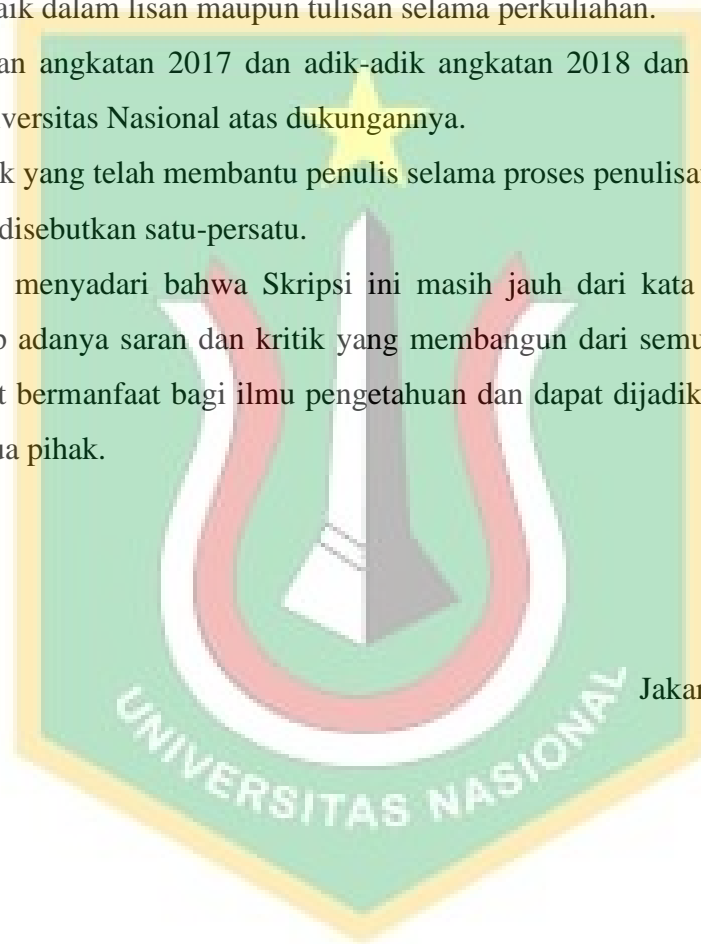 aik dalam lisan maupun tulisan selama perkuliahan.
an angkatan 2017 dan adik-adik angkatan 2018 dan
versitas Nasional atas dukungannya.
k yang telah membantu penulis selama proses penulisa
disebutkan satu-persatu.
menyadari bahwa Skripsi ini masih jauh dari kata
adanya saran dan kritik yang membangun dari semu
t bermanfaat bagi ilmu pengetahuan dan dapat dijadik
ua pihak.
Jakar
UNIVERSITAS NASIONAL